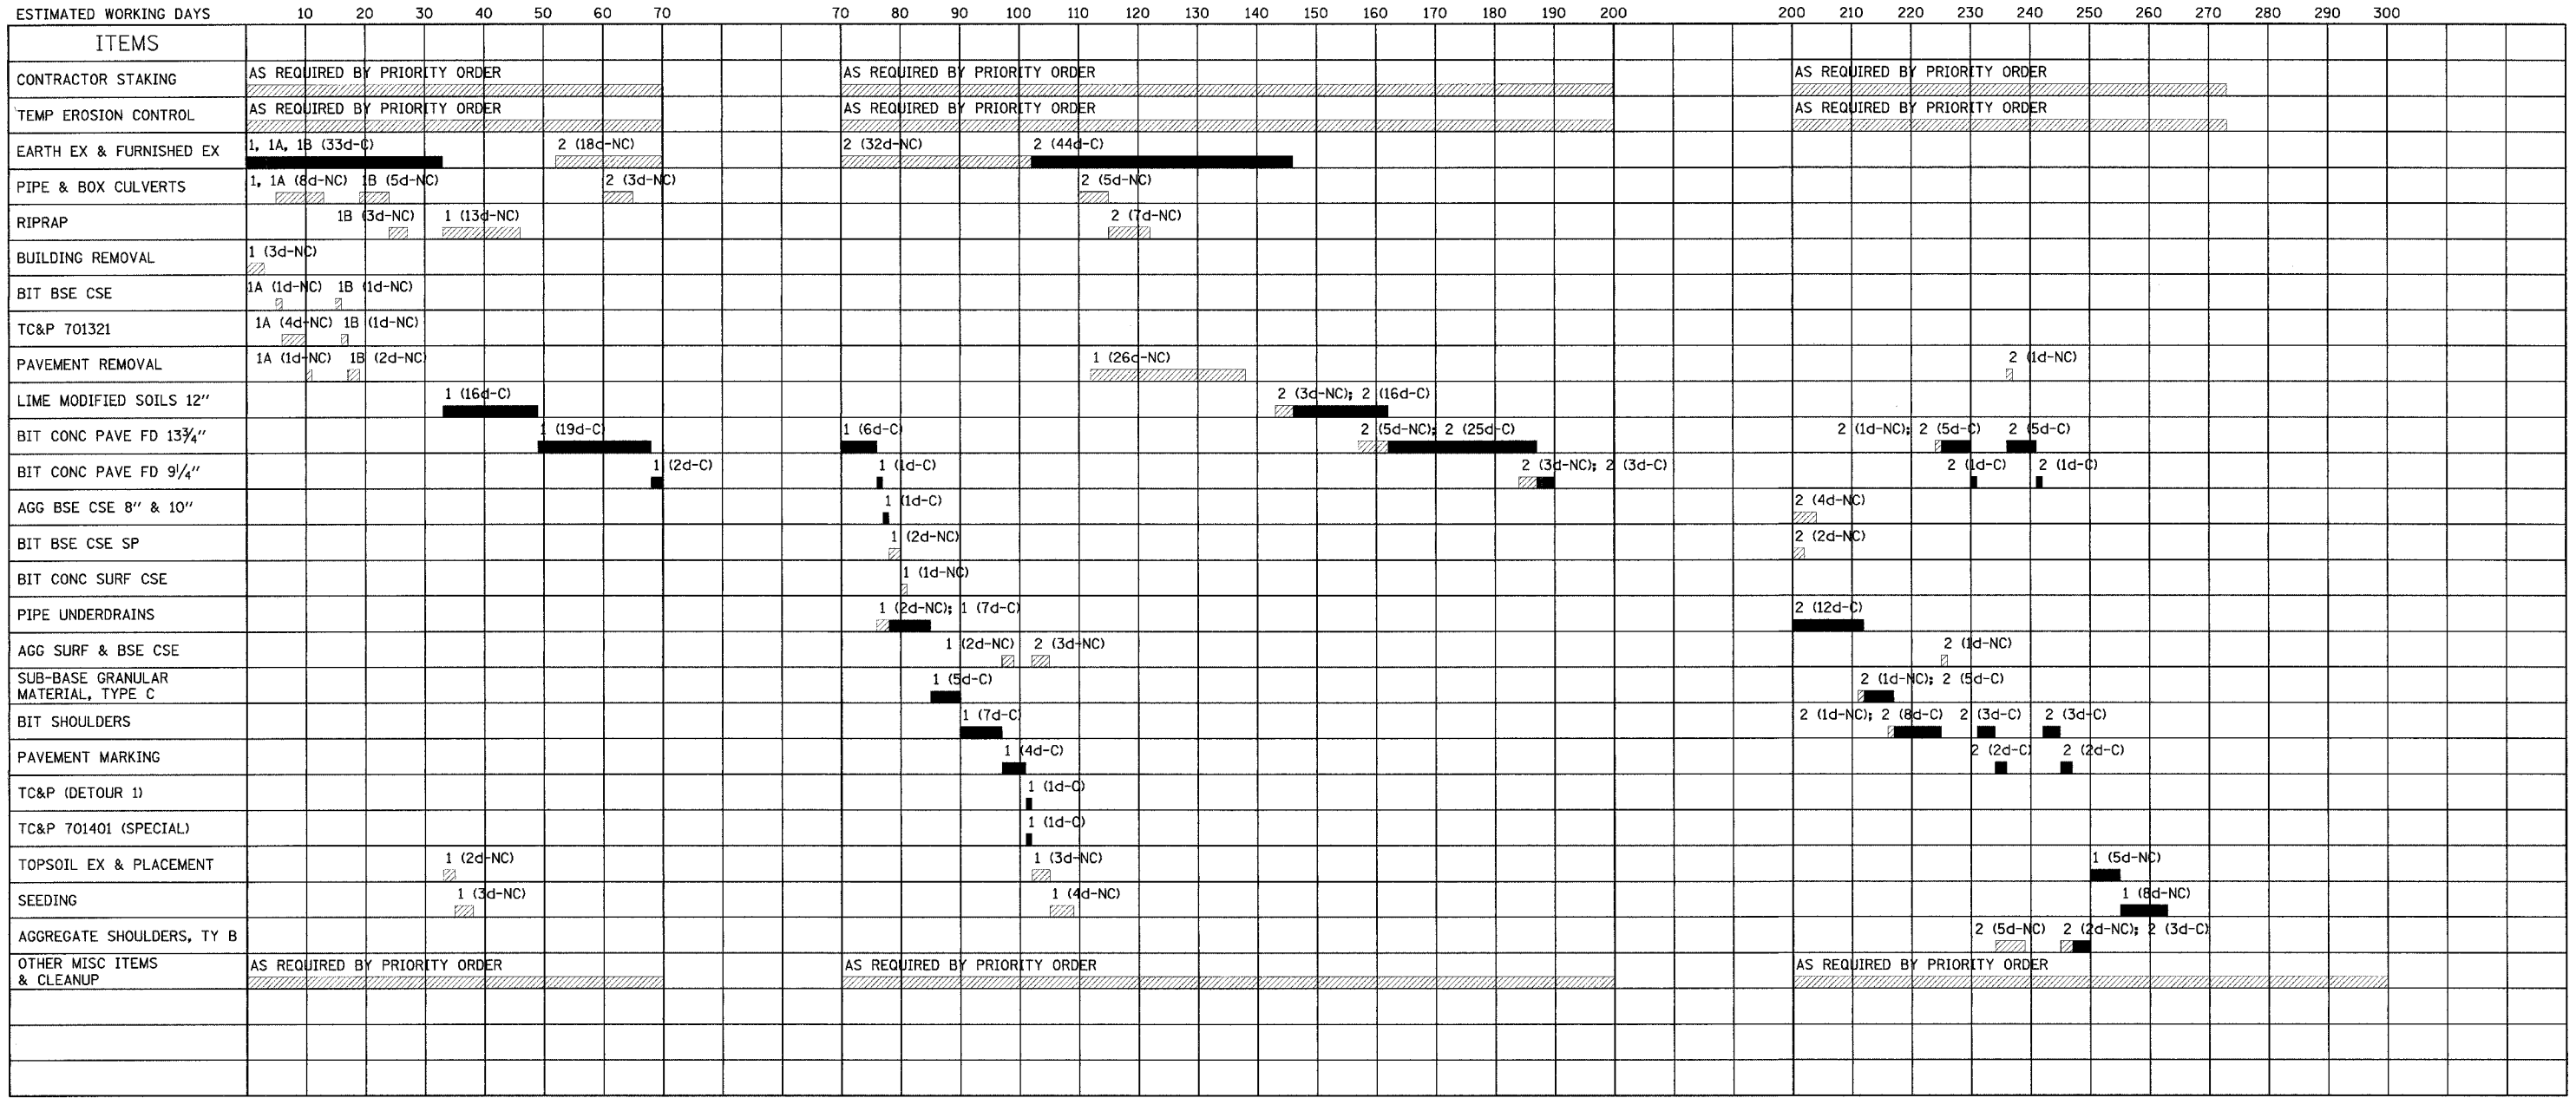 ESTIMATED WORKING DAYS 10 20 30 40 50 60 70 70 80 90 100 110 120 130 140 150 160 170 180 190 200 200 210 220 230 240 250 260 270 280 290 300
ITEMS
CONTRACTOR STAKING AS REQUIRED BY PRIORITY ORDER AS REQUIRED BY PRIORITY ORDER AS REQUIRED BY PRIORITY ORDER
TEMP EROSION CONTROL AS REQUIRED BY PRIORITY ORDER AS REQUIRED BY PRIORITY ORDER AS REQUIRED BY PRIORITY ORDER
EARTH EX & FURNISHED EX 1, 1A, 1B (33d-C) 2 (18d-NC) 2 (32d-NC) 2 (44d-C)
PIPE & BOX CULVERTS 1, 1A (8d-NC) 1B (5d-NC) 2 (3d-NC) 2 (5d-NC)
RIPRAP 1B (3d-NC) 1 (13d-NC) 2 (7d-NC)
BUILDING REMOVAL 1 (3d-NC)
BIT BSE CSE 1A (1d-NC) 1B (1d-NC)
TC&P 701321 1A (4d-NC) 1B (1d-NC)
PAVEMENT REMOVAL 1A (1d-NC) 1B (2d-NC) 1 (26d-NC) 2 (1d-NC)
LIME MODIFIED SOILS 12" 1 (16d-C) 2 (3d-NC); 2 (16d-C)
BIT CONC PAVE FD 13¾" 1 (19d-C) 1 (6d-C) 2 (5d-NC); 2 (25d-C) 2 (1d-NC); 2 (5d-C) 2 (5d-C)
BIT CONC PAVE FD 9¼" 1 (2d-C) 1 (1d-C) 2 (3d-NC); 2 (3d-C) 2 (1d-C) 2 (1d-C)
AGG BSE CSE 8" & 10" 1 (1d-C) 2 (4d-NC)
BIT BSE CSE SP 1 (2d-NC) 2 (2d-NC)
BIT CONC SURF CSE 1 (1d-NC)
PIPE UNDERDRAINS 1 (2d-NC); 1 (7d-C) 2 (12d-C)
AGG SURF & BSE CSE 1 (2d-NC) 2 (3d-NC) 2 (1d-NC)
SUB-BASE GRANULAR
MATERIAL, TYPE C 1 (5d-C) 2 (1d-NC); 2 (5d-C)
BIT SHOULDERS 1 (7d-C) 2 (1d-NC); 2 (8d-C) 2 (3d-C) 2 (3d-C)
PAVEMENT MARKING 1 (4d-C) 2 (2d-C) 2 (2d-C)
TC&P (DETOUR 1) 1 (1d-C)
TC&P 701401 (SPECIAL) 1 (1d-C)
TOPSOIL EX & PLACEMENT 1 (2d-NC) 1 (3d-NC) 1 (5d-NC)
SEEDING 1 (3d-NC) 1 (4d-NC) 1 (8d-NC)
AGGREGATE SHOULDERS, TY B 2 (5d-NC) 2 (2d-NC); 2 (3d-C)
OTHER MISC ITEMS
& CLEANUP AS REQUIRED BY PRIORITY ORDER AS REQUIRED BY PRIORITY ORDER AS REQUIRED BY PRIORITY ORDER